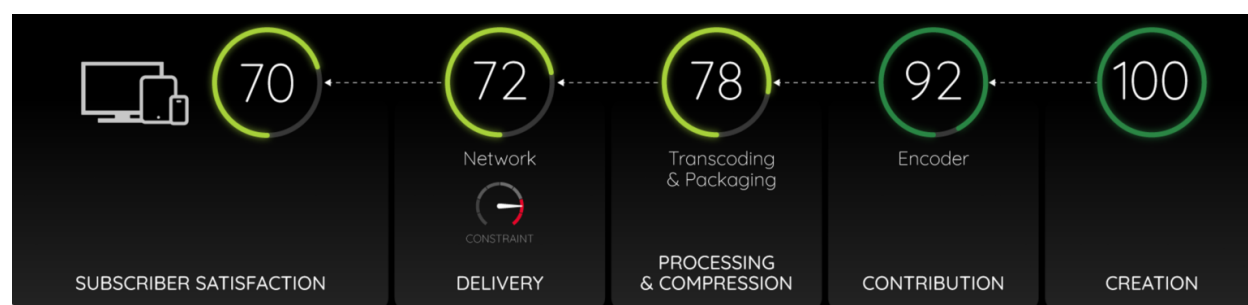 70
72
78
92
100
Network
Transcoding
& Packaging
Encoder
CONSTRAINT
SUBSCRIBER SATISFACTION
DELIVERY
PROCESSING
& COMPRESSION
CONTRIBUTION
CREATION